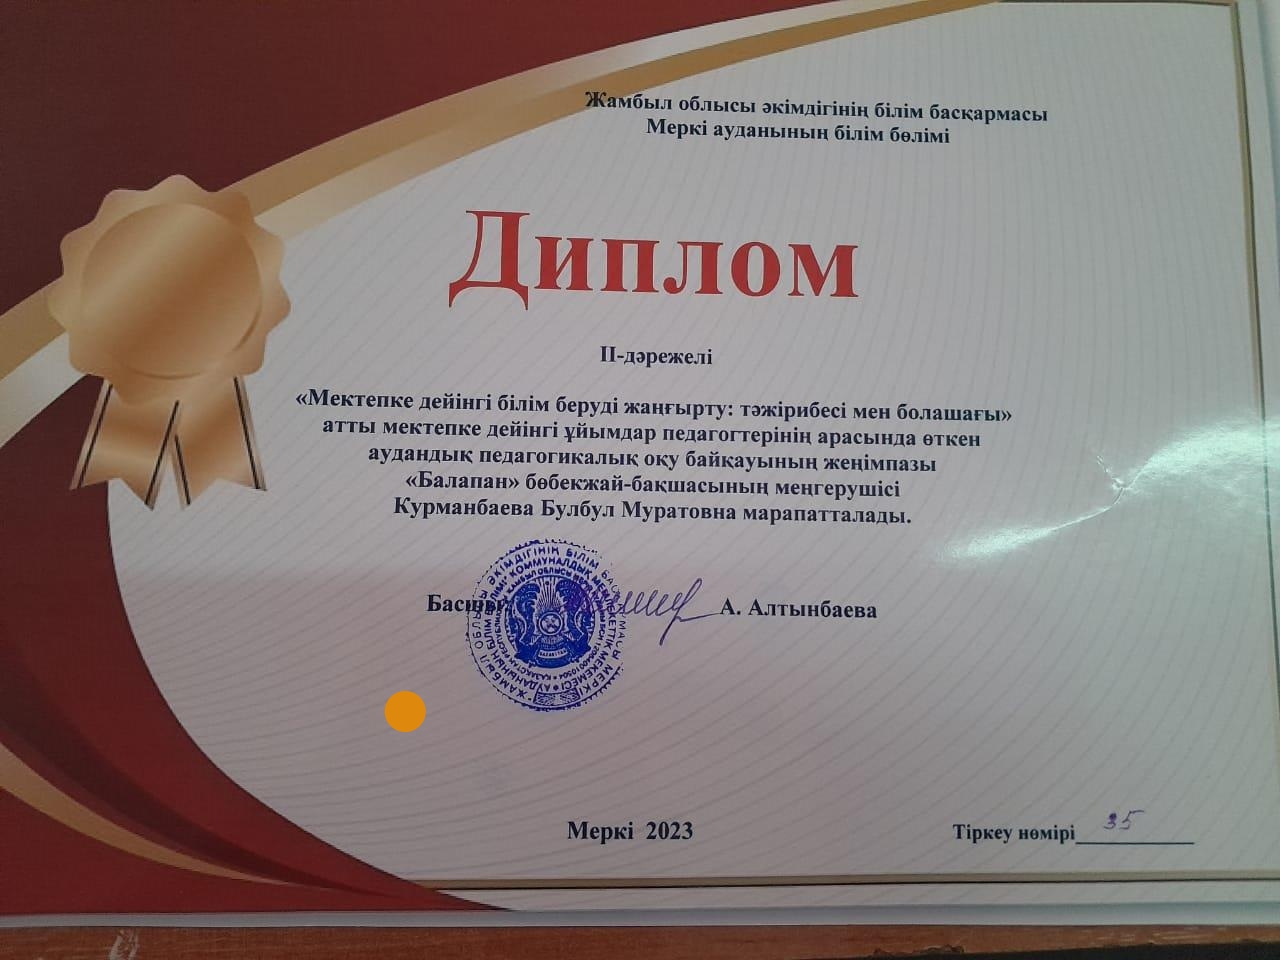 Жамбыл облысы әкімдігінің білім басқармасы
Меркі ауданының білім бөлімі
Диплом
II-дәрежелі
«Мектепке дейінгі білім беруді жаңғырту: тәжірибесі мен болашағы»
атты мектепке дейінгі ұйымдар педагогтерінің арасында өткен
аудандық педагогикалық оқу байқауының жеңімпазы
«Балапан» бөбекжай-бақшасының меңгерушісі
Курманбаева Булбул Муратовна марапатталады.
А. Алтынбаева
Меркі 2023
Тіркеу нөмірі 35